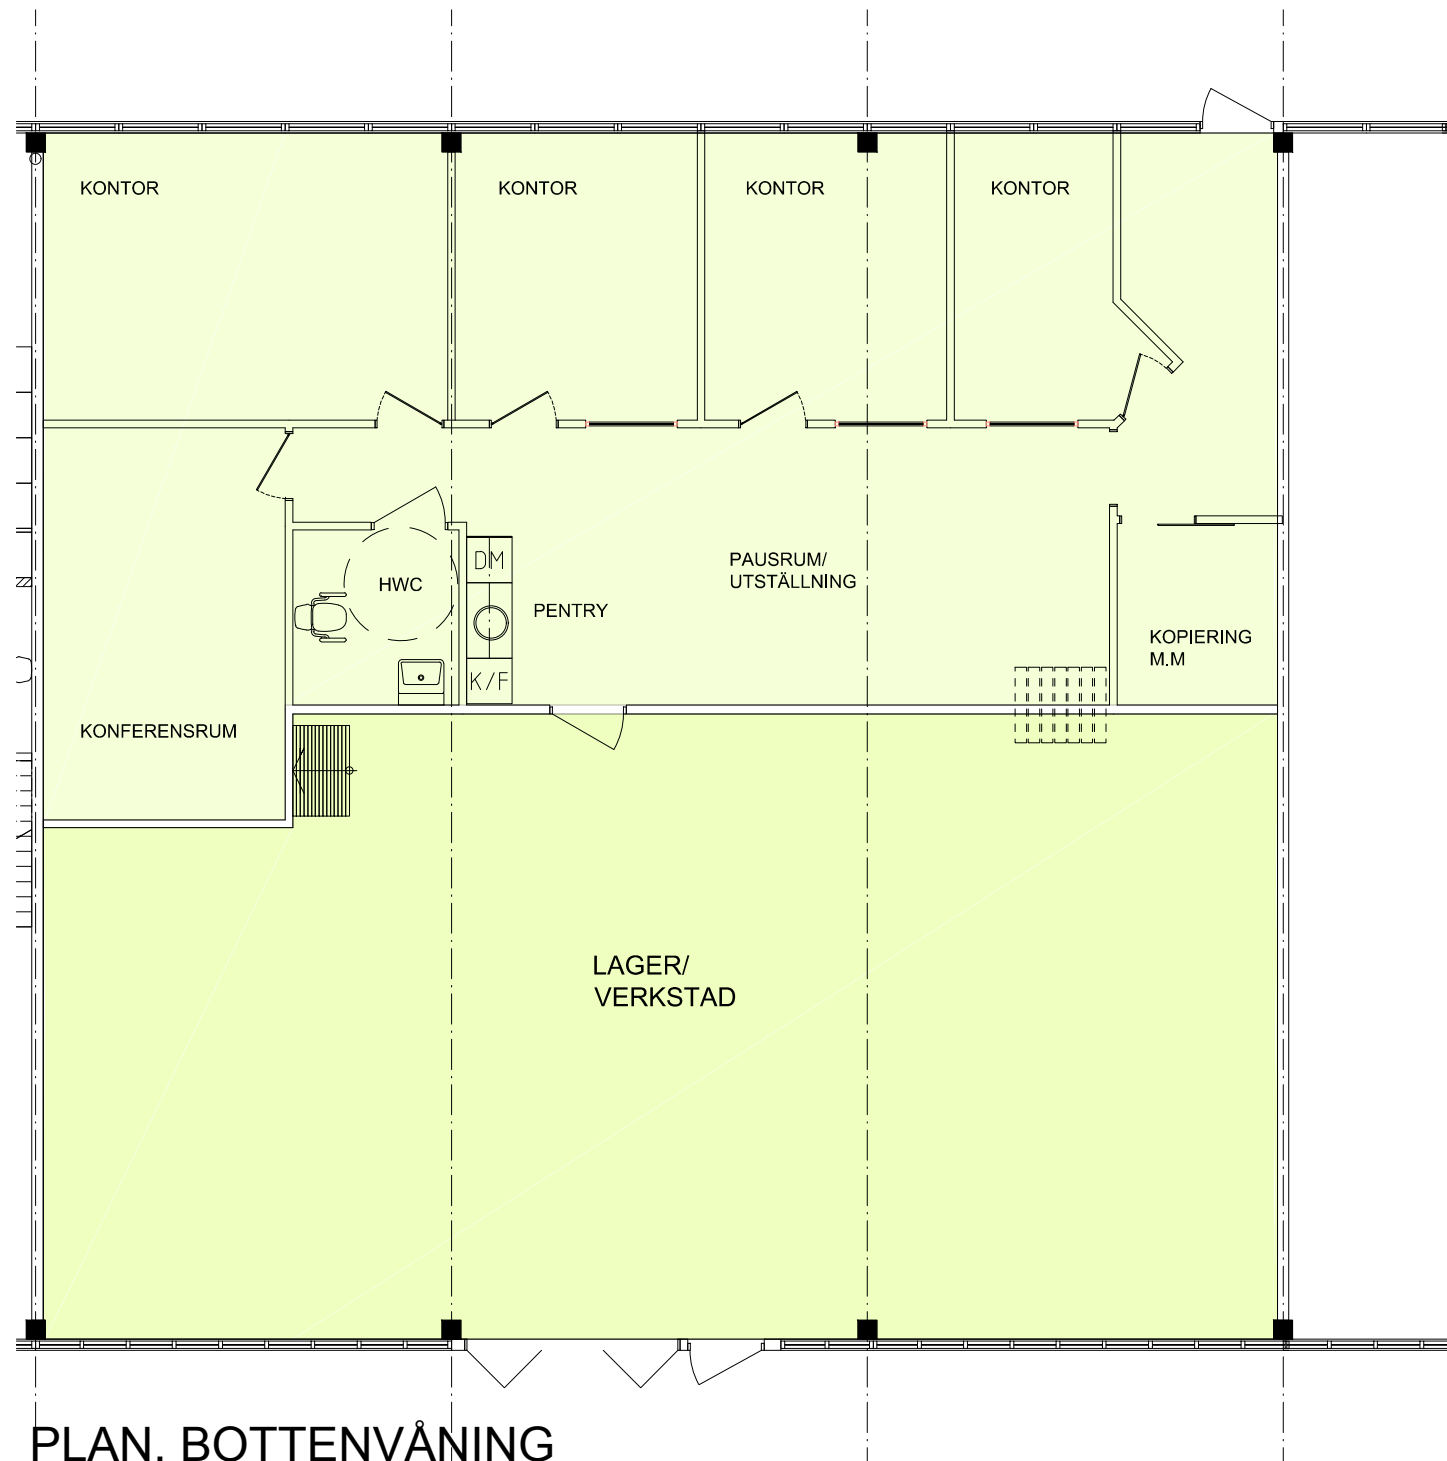 KONTOR
KONTOR
KONTOR
KONTOR
DM
HWC
PENTRY
PAUSRUM/
UTSTÄLLNING
KOPIERING
M.M
K/F
KONFERENSRUM
LAGER/
VERKSTAD
PLAN. BOTTENVÅNING